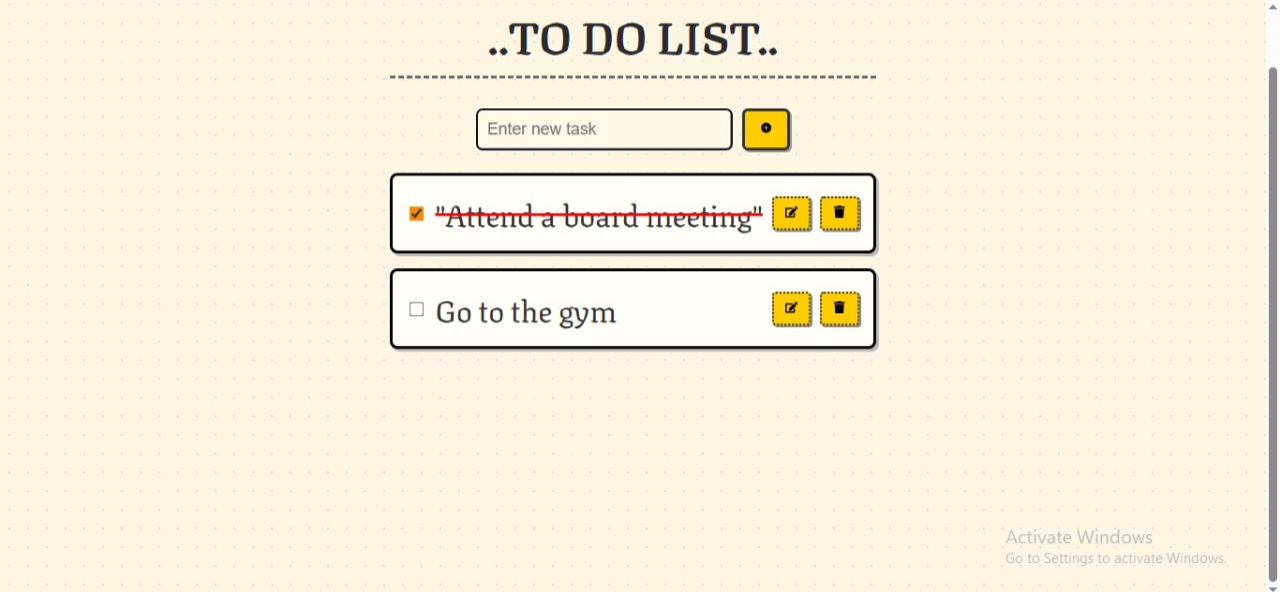 ..TO DO LIST..
Enter new task
"Attend a board meeting"
Go to the gym
Activate Windows
Go to Settings to activate Windows.